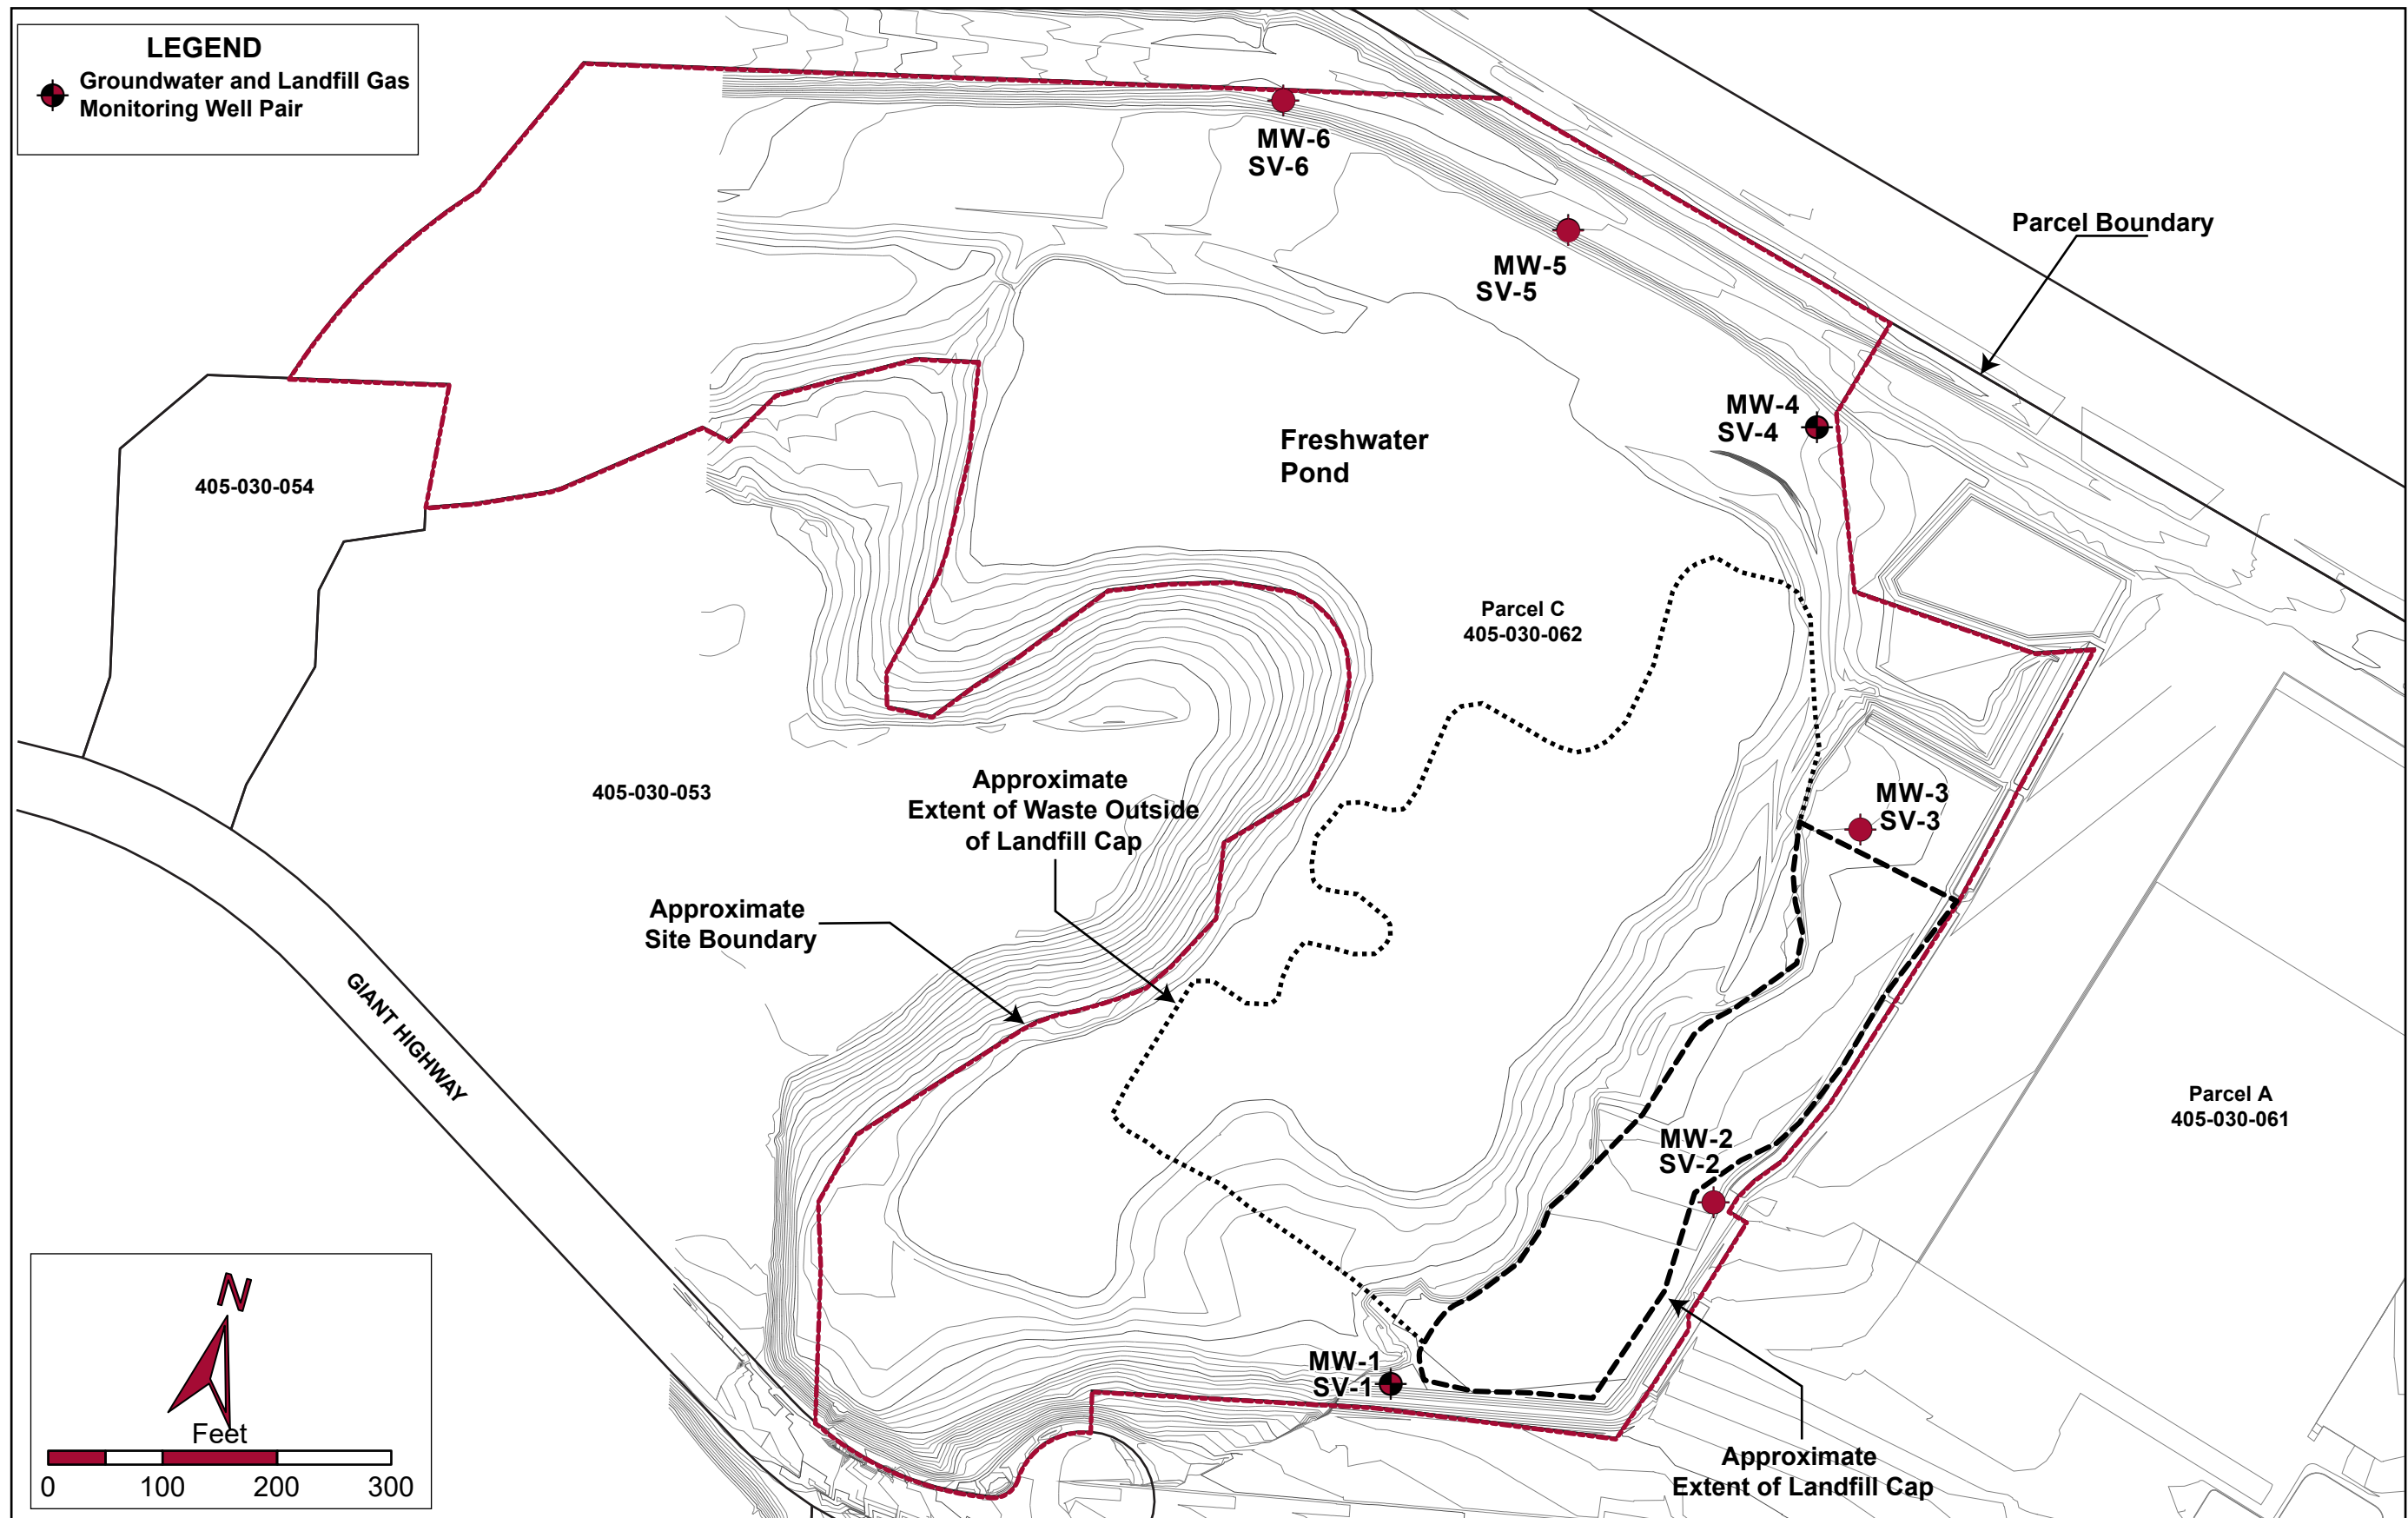 LEGEND
Groundwater and Landfill Gas
Monitoring Well Pair
MW-6
SV-6
Parcel Boundary
MW-5
SV-5
MW-4
SV-4
Freshwater
Pond
405-030-054
Parcel C
405-030-062
405-030-053
Approximate
Extent of Waste Outside
of Landfill Cap
MW-3
SV-3
Approximate
Site Boundary
GIANT HIGHWAY
Parcel A
405-030-061
MW-2
SV-2
MW-1
SV-1
Approximate
Extent of Landfill Cap
N
Feet
0 100 200 300